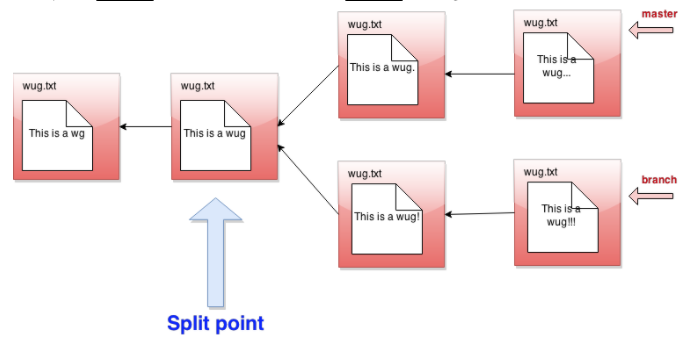 wug.txt
This is a wg
wug.txt
This is a wug
wug.txt
This is a wug.
wug.txt
This is a
wug...
master
wug.txt
This is a wug!
wug.txt
This is a
wug!!!
branch
Split point